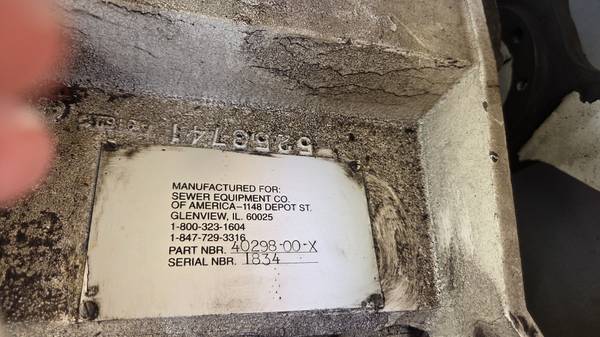 5258741
MANUFACTURED FOR:
SEWER EQUIPMENT CO.
OF AMERICA-1148 DEPOT ST.
GLENVIEW, IL. 60025
1-800-323-1604
1-847-729-3316
PART NBR. 40298-00-X
SERIAL NBR. 1834